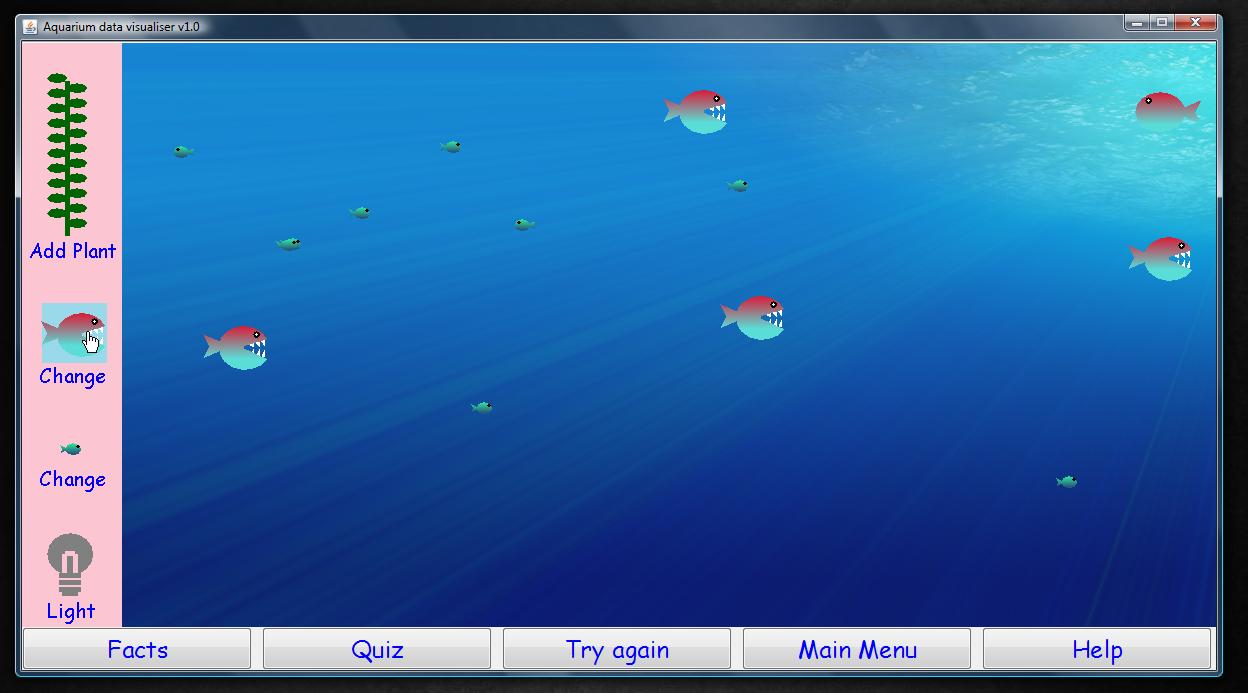 Aquarium data visualiser v1.0
Add Plant
Change
Change
Light
Facts
Quiz
Try again
Main Menu
Help